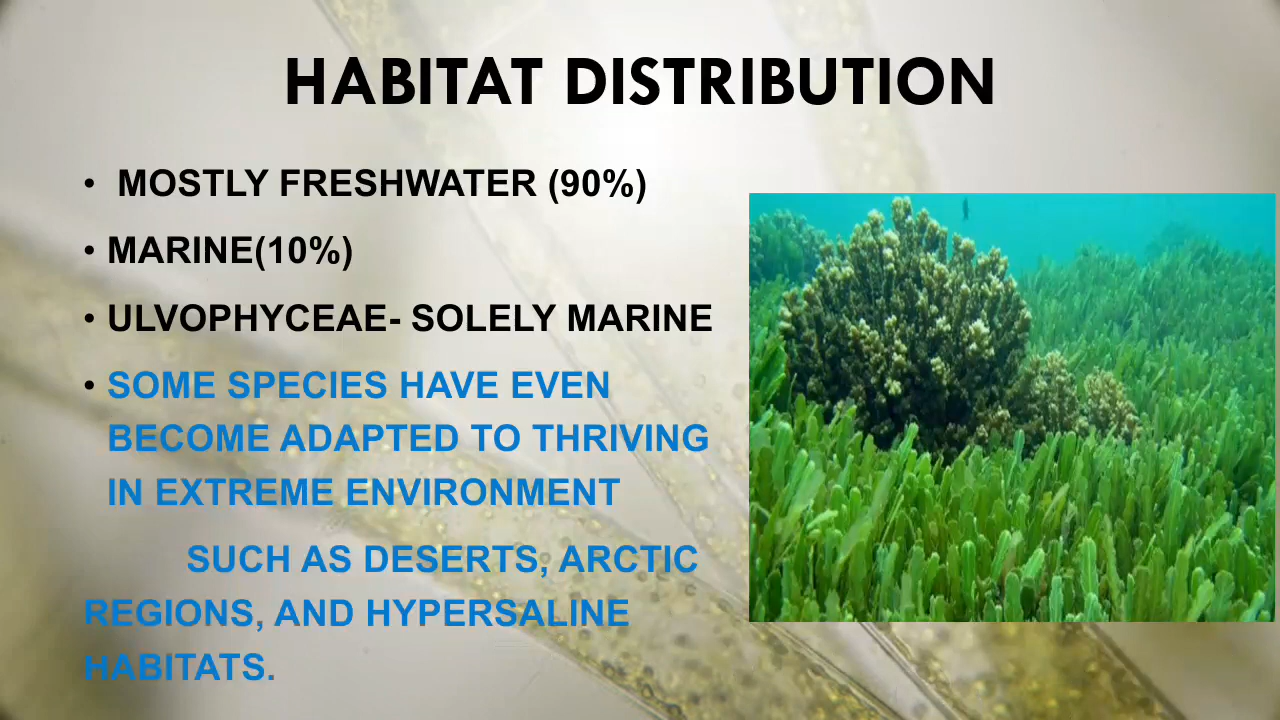 HABITAT DISTRIBUTION
• MOSTLY FRESHWATER (90%)
• MARINE(10%)
• ULVOPHYCEAE- SOLELY MARINE
• SOME SPECIES HAVE EVEN
BECOME ADAPTED TO THRIVING
IN EXTREME ENVIRONMENT
SUCH AS DESERTS, ARCTIC
REGIONS, AND HYPERSALINE
HABITATS.